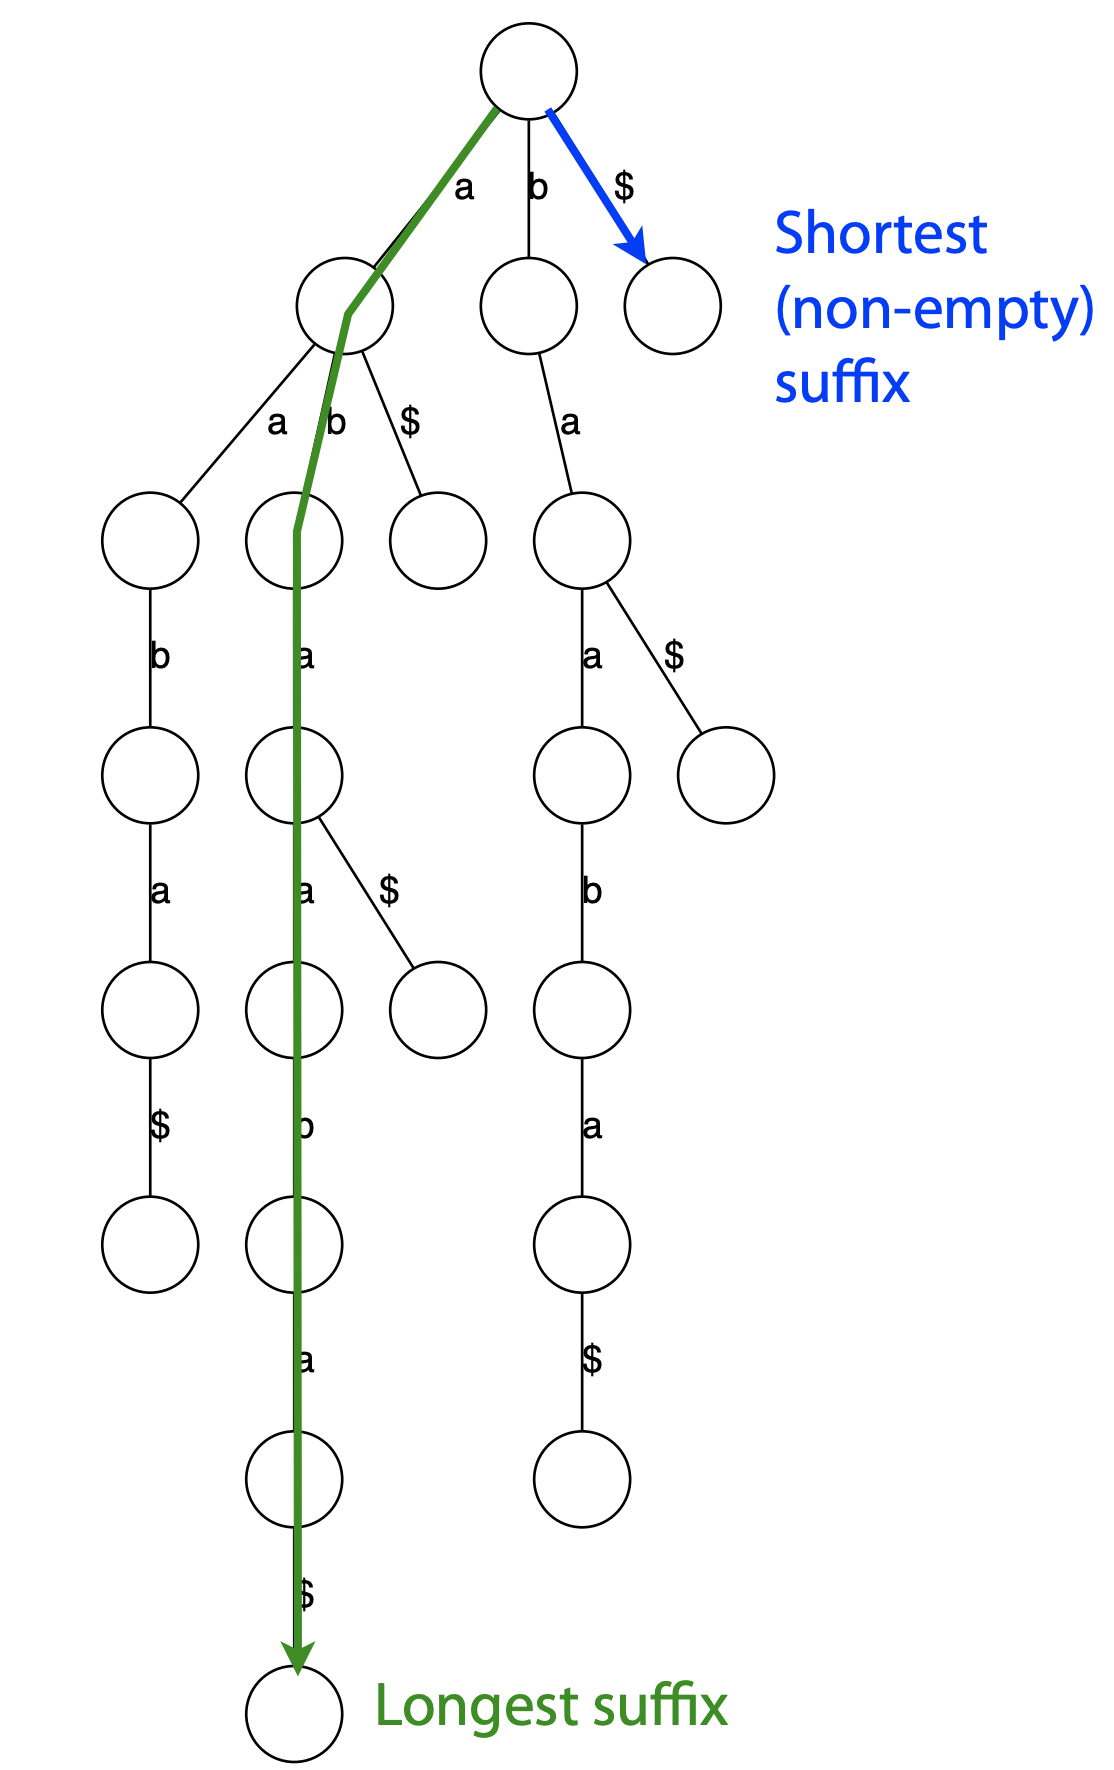 a b $
Shortest
(non-empty)
suffix
a b $ a
b a a $
a a $ b
$ b a
a $
$
Longest suffix